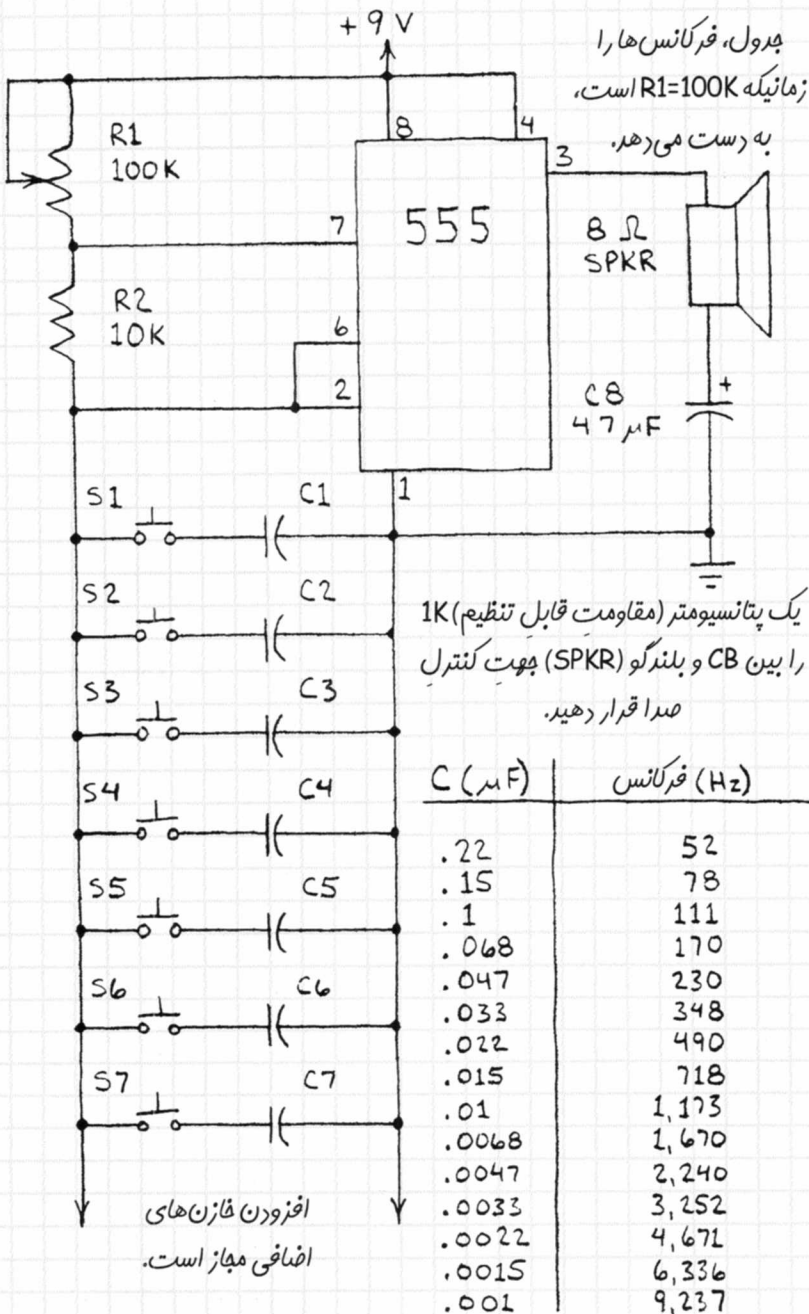 +9 V
جدول، فرکانس‌ها را
زمانیکه R1=100K است،
به دست می‌دهد.
R1
100K
8
4
3
7
555
8 Ω
SPKR
R2
10K
6
2
C8
47 μF
+
1
S1
C1
S2
C2
S3
C3
S4
C4
S5
C5
S6
C6
S7
C7
یک پتانسیومتر (مقاومت قابل تنظیم) 1K
را بین CB و بلندگو (SPKR) جهت کنترل
صدا قرار دهید.
C (μF) فرکانس (Hz)
.22 52
.15 78
.1 111
.068 170
.047 230
.033 348
.022 490
.015 718
.01 1,173
.0068 1,670
.0047 2,240
.0033 3,252
.0022 4,671
.0015 6,336
.001 9,237
افزودن خازن‌های
اضافی مجاز است.